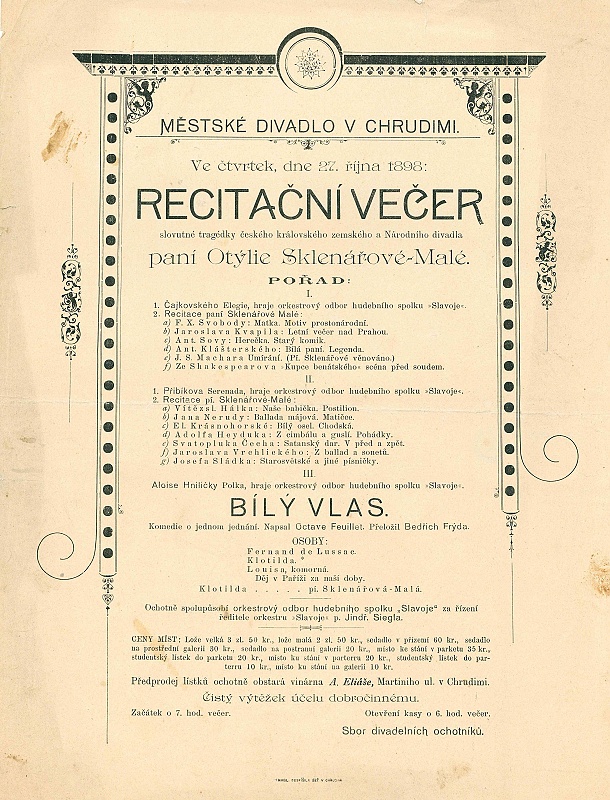 MĚSTSKÉ DIVADLO V CHRUDIMI.
Ve čtvrtek, dne 27. října 1898:
RECITAČNÍ VEČER
slovutné tragédky českého královského zemského a Národního divadla
paní Otýlie Sklenářové-Malé.
POŘAD:
I.
1. Čajkovského Elegie, hraje orkestrový odbor hudebního spolku »Slavoje«.
2. Recitace paní Sklenářové Malé:
a) F. X. Svobody: Matka. Motiv prostonárodní.
b) Jaroslava Kvapila: Letní večer nad Prahou.
c) Ant. Sovy: Herečka. Starý komik.
d) Ant. Klášterského: Bílá paní. Legenda.
e) J. S. Machara Umírání. (Pí. Sklenářové věnováno.)
f) Ze Shakespearova »Kupce benátského« scéna před soudem.
II.
1. Přibíkova Serenada, hraje orkestrový odbor hudebního spolku »Slavoje«.
2. Recitace pí. Sklenářové-Malé:
a) Vítězsl. Hálka: Naše babička. Postilion.
b) Jana Nerudy: Ballada májová. Matičce.
c) El. Krásnohorské: Bílý osel. Chodská.
d) Adolfa Heyduka: Z cimbálu a guslí. Pohádky.
e) Svatopluka Čecha: Satanský dar. V před a zpět.
f) Jaroslava Vrchlického: Z ballad a sonetů.
g) Josefa Sládka: Starosvětské a jiné písničky.
III.
Aloise Hniličky Polka, hraje orkestrový odbor hudebního spolku »Slavoje«.
BÍLÝ VLAS.
Komedie o jednom jednání. Napsal Octave Feuillet. Přeložil Bedřich Frýda.
OSOBY:
Fernand de Lussac.
Klotilda.
Louisa, komorná.
Děj v Paříži za naší doby.
Klotilda . . . . . pí. Sklenářová-Malá.
Ochotně spolupůsobí orkestrový odbor hudebního spolku „Slavoje“ za řízení
ředitele orkestru »Slavoje« p. Jindř. Siegla.
CENY MÍST: Lože velká 3 zl. 50 kr., lože malá 2 zl. 50 kr., sedadlo v přízení 60 kr., sedadlo
na prostřední galerii 30 kr., sedadlo na postranní galerii 20 kr., místo ke stání v parketu 35 kr.,
studentský lístek do parketu 20 kr., místo ku stání v parterru 20 kr., studentský lístek do par-
terru 10 kr., místo ku stání na galerii 10 kr.
Předprodej lístků ochotně obstará vinárna A. Eliáše, Martiniho ul. v Chrudimi.
Čistý výtěžek účelu dobročinnému.
Začátek o 7. hod. večer. Otevření kasy o 6. hod. večer.
Sbor divadelních ochotníků.